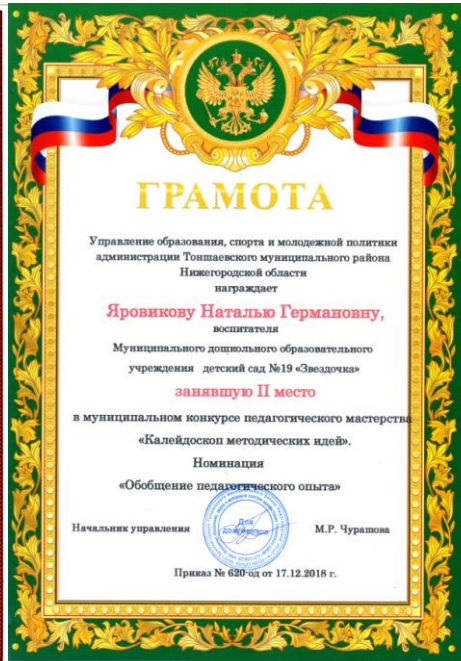 ГРАМОТА
Управление образования, спорта и молодежной политики
администрации Тоншаевского муниципального района
Нижегородской области
награждает
Яровикову Наталью Германовну,
воспитателя
Муниципального дошкольного образовательного
учреждения детский сад №19 «Звездочка»
занявшую II место
в муниципальном конкурсе педагогического мастерства
«Калейдоскоп методических идей».
Номинация
«Обобщение педагогического опыта»
Для
документов
Начальник управления М.Р. Чурашова
Приказ № 620-од от 17.12.2018 г.